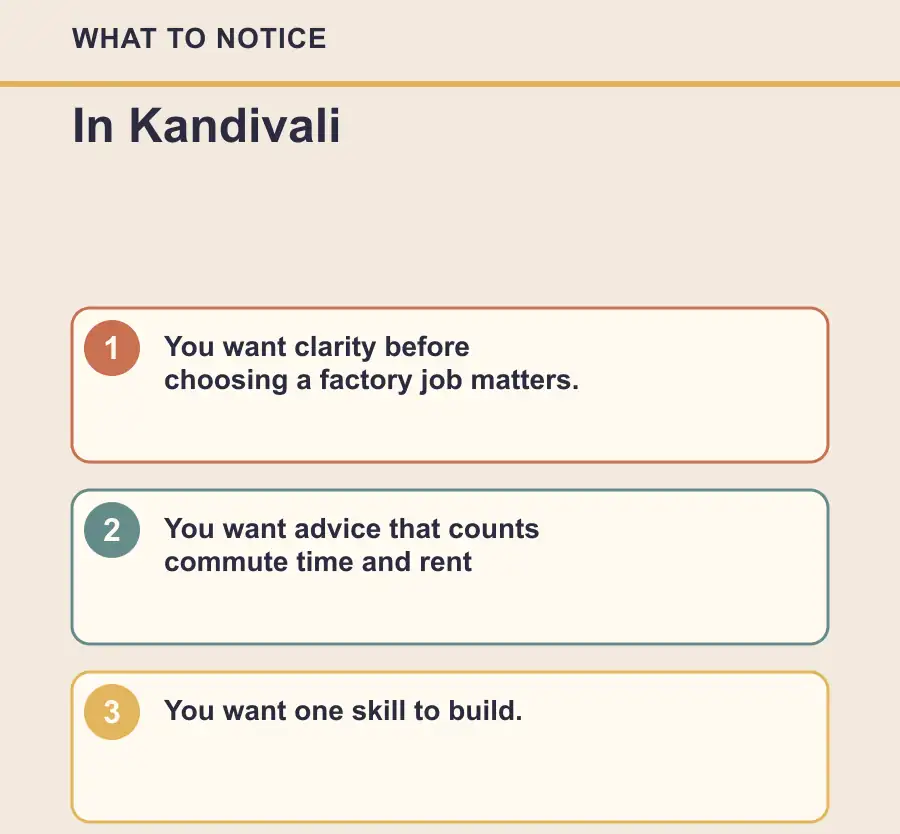 WHAT TO NOTICE
In Kandivali
1
You want clarity before
choosing a factory job matters.
2
You want advice that counts
commute time and rent
3
You want one skill to build.